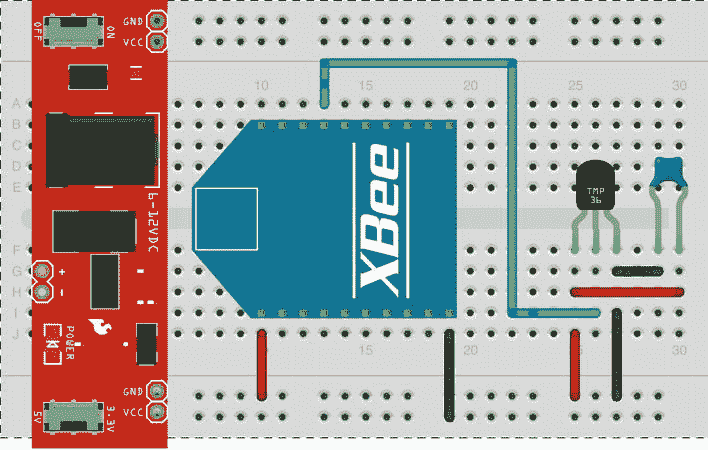 OFF
ON
GND
VCC
10
15
20
25
30
A
B
C
D
E
XBee
TMP
36
6-12VDC
F
G
H
I
J
+
-
POWER
15
20
30
5V
3.3V
GND
VCC